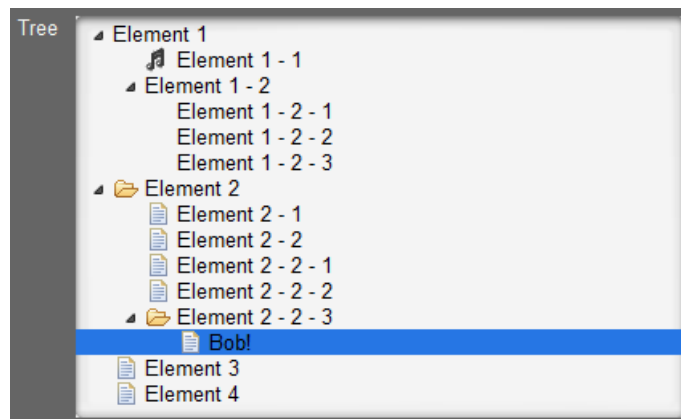 Tree
Element 1
Element 1 - 1
Element 1 - 2
Element 1 - 2 - 1
Element 1 - 2 - 2
Element 1 - 2 - 3
Element 2
Element 2 - 1
Element 2 - 2
Element 2 - 2 - 1
Element 2 - 2 - 2
Element 2 - 2 - 3
Bob!
Element 3
Element 4